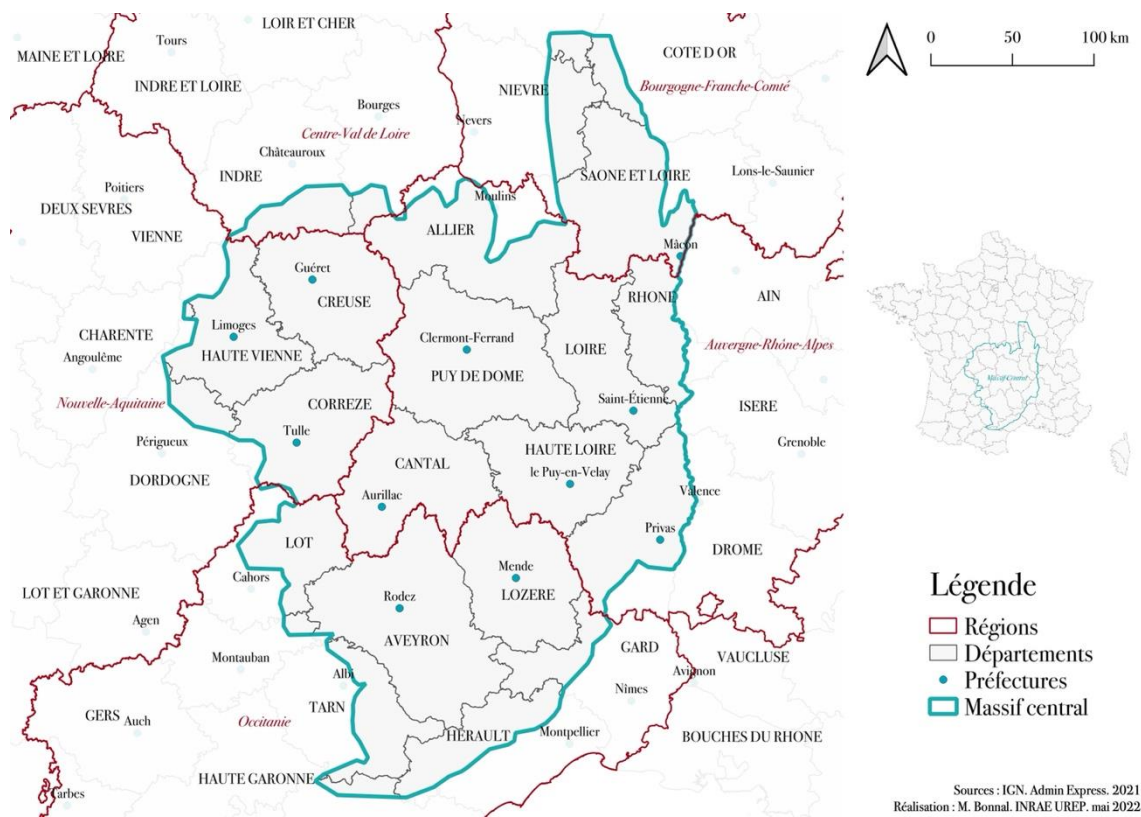 LOIR ET CHER
Tours
MAINE ET LOIRE
COTE D OR
INDRE ET LOIRE
NIEVRE
Bourgogne-Franche-Comté
Bourges
Nevers
Centre-Val de Loire
Châteauroux
INDRE
SAONE ET LOIRE
Lons-le-Saunier
Poitiers
Moulins
DEUX SEVRES
VIENNE
ALLIER
Mâcon
Guéret
CREUSE
RHONE
AIN
CHARENTE
Limoges
Clermont-Ferrand
LOIRE
Auvergne-Rhône-Alpes
Angoulême
HAUTE VIENNE
PUY DE DOME
Nouvelle-Aquitaine
CORREZE
Saint-Étienne
ISERE
Tulle
Périgueux
HAUTE LOIRE
Grenoble
CANTAL
le Puy-en-Velay
DORDOGNE
Aurillac
Valence
Privas
LOT
DROME
Mende
Cahors
LOT ET GARONNE
Rodez
LOZERE
Agen
AVEYRON
GARD
VAUCLUSE
Montauban
Albi
Avignon
Nîmes
TARN
GERS
Auch
Occitanie
HÉRAULT
Montpellier
BOUCHES DU RHONE
HAUTE GARONNE
Tarbes
0 50 100 km
Massif Central
Légende
Régions
Départements
Préfectures
Massif central
Sources : IGN. Admin Express. 2021
Réalisation : M. Bonnal. INRAE UREP. mai 2022